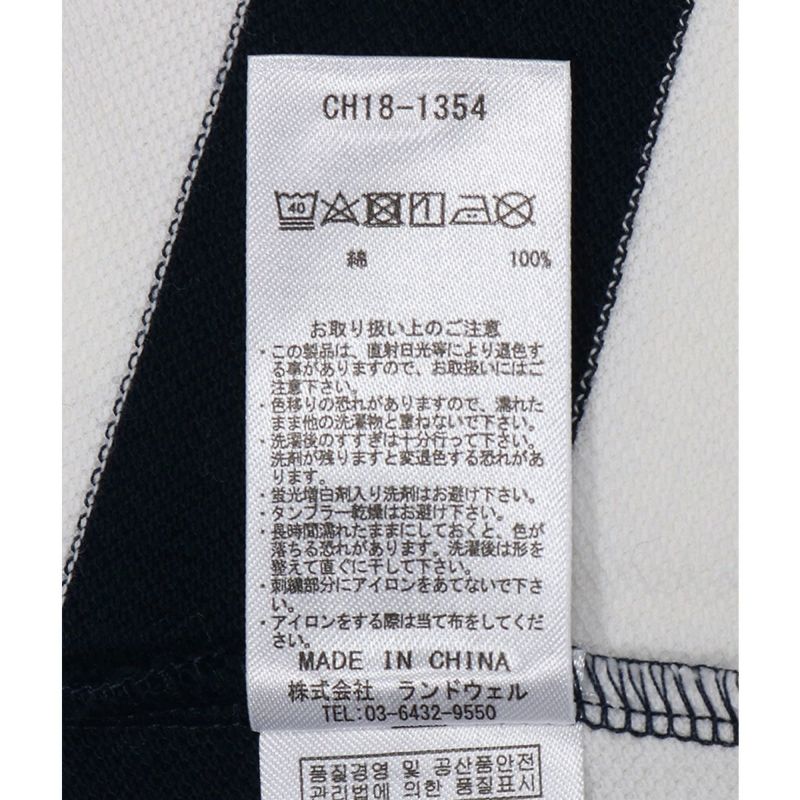 CH18-1354
40
綿 100%
お取り扱い上のご注意
・この製品は、直射日光等により退色す
る事がありますので、お取扱いにはご
注意下さい。
・色移りの恐れがありますので、濡れた
まま他の洗濯物と重ねないで下さい。
・洗濯後のすすぎは十分行って下さい。
洗剤が残りますと変退色する恐れがあ
ります。
・蛍光増白剤入り洗剤はお避け下さい。
・タンブラー乾燥はお避け下さい。
・長時間濡れたままにしておくと、色が
落ちる恐れがあります。洗濯後は形を
整えて直ぐに干して下さい。
・刺繍部分にアイロンをあてないで下さ
い。
・アイロンをする際は当て布をしてくだ
さい。
MADE IN CHINA
株式会社 ランドウェル
TEL:03-6432-9550
품질경영 및 공산품안전
관리법에 의한 품질표시